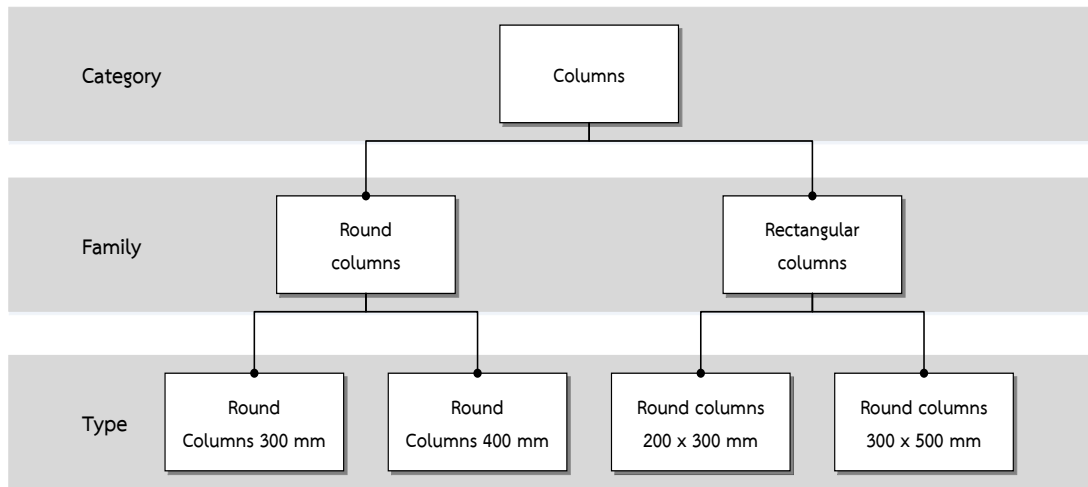 Category
Columns
Family
Round
columns
Rectangular
columns
Type
Round
Columns 300 mm
Round
Columns 400 mm
Round columns
200 x 300 mm
Round columns
300 x 500 mm